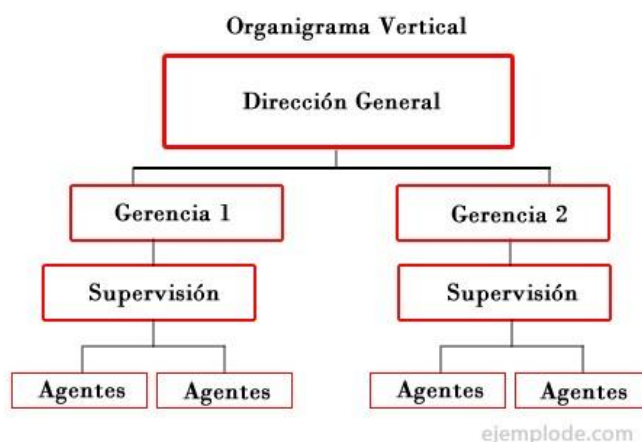 Organigrama Vertical
Dirección General
Gerencia 1
Gerencia 2
Supervisión
Supervisión
Agentes
Agentes
Agentes
Agentes
ejemplode.com